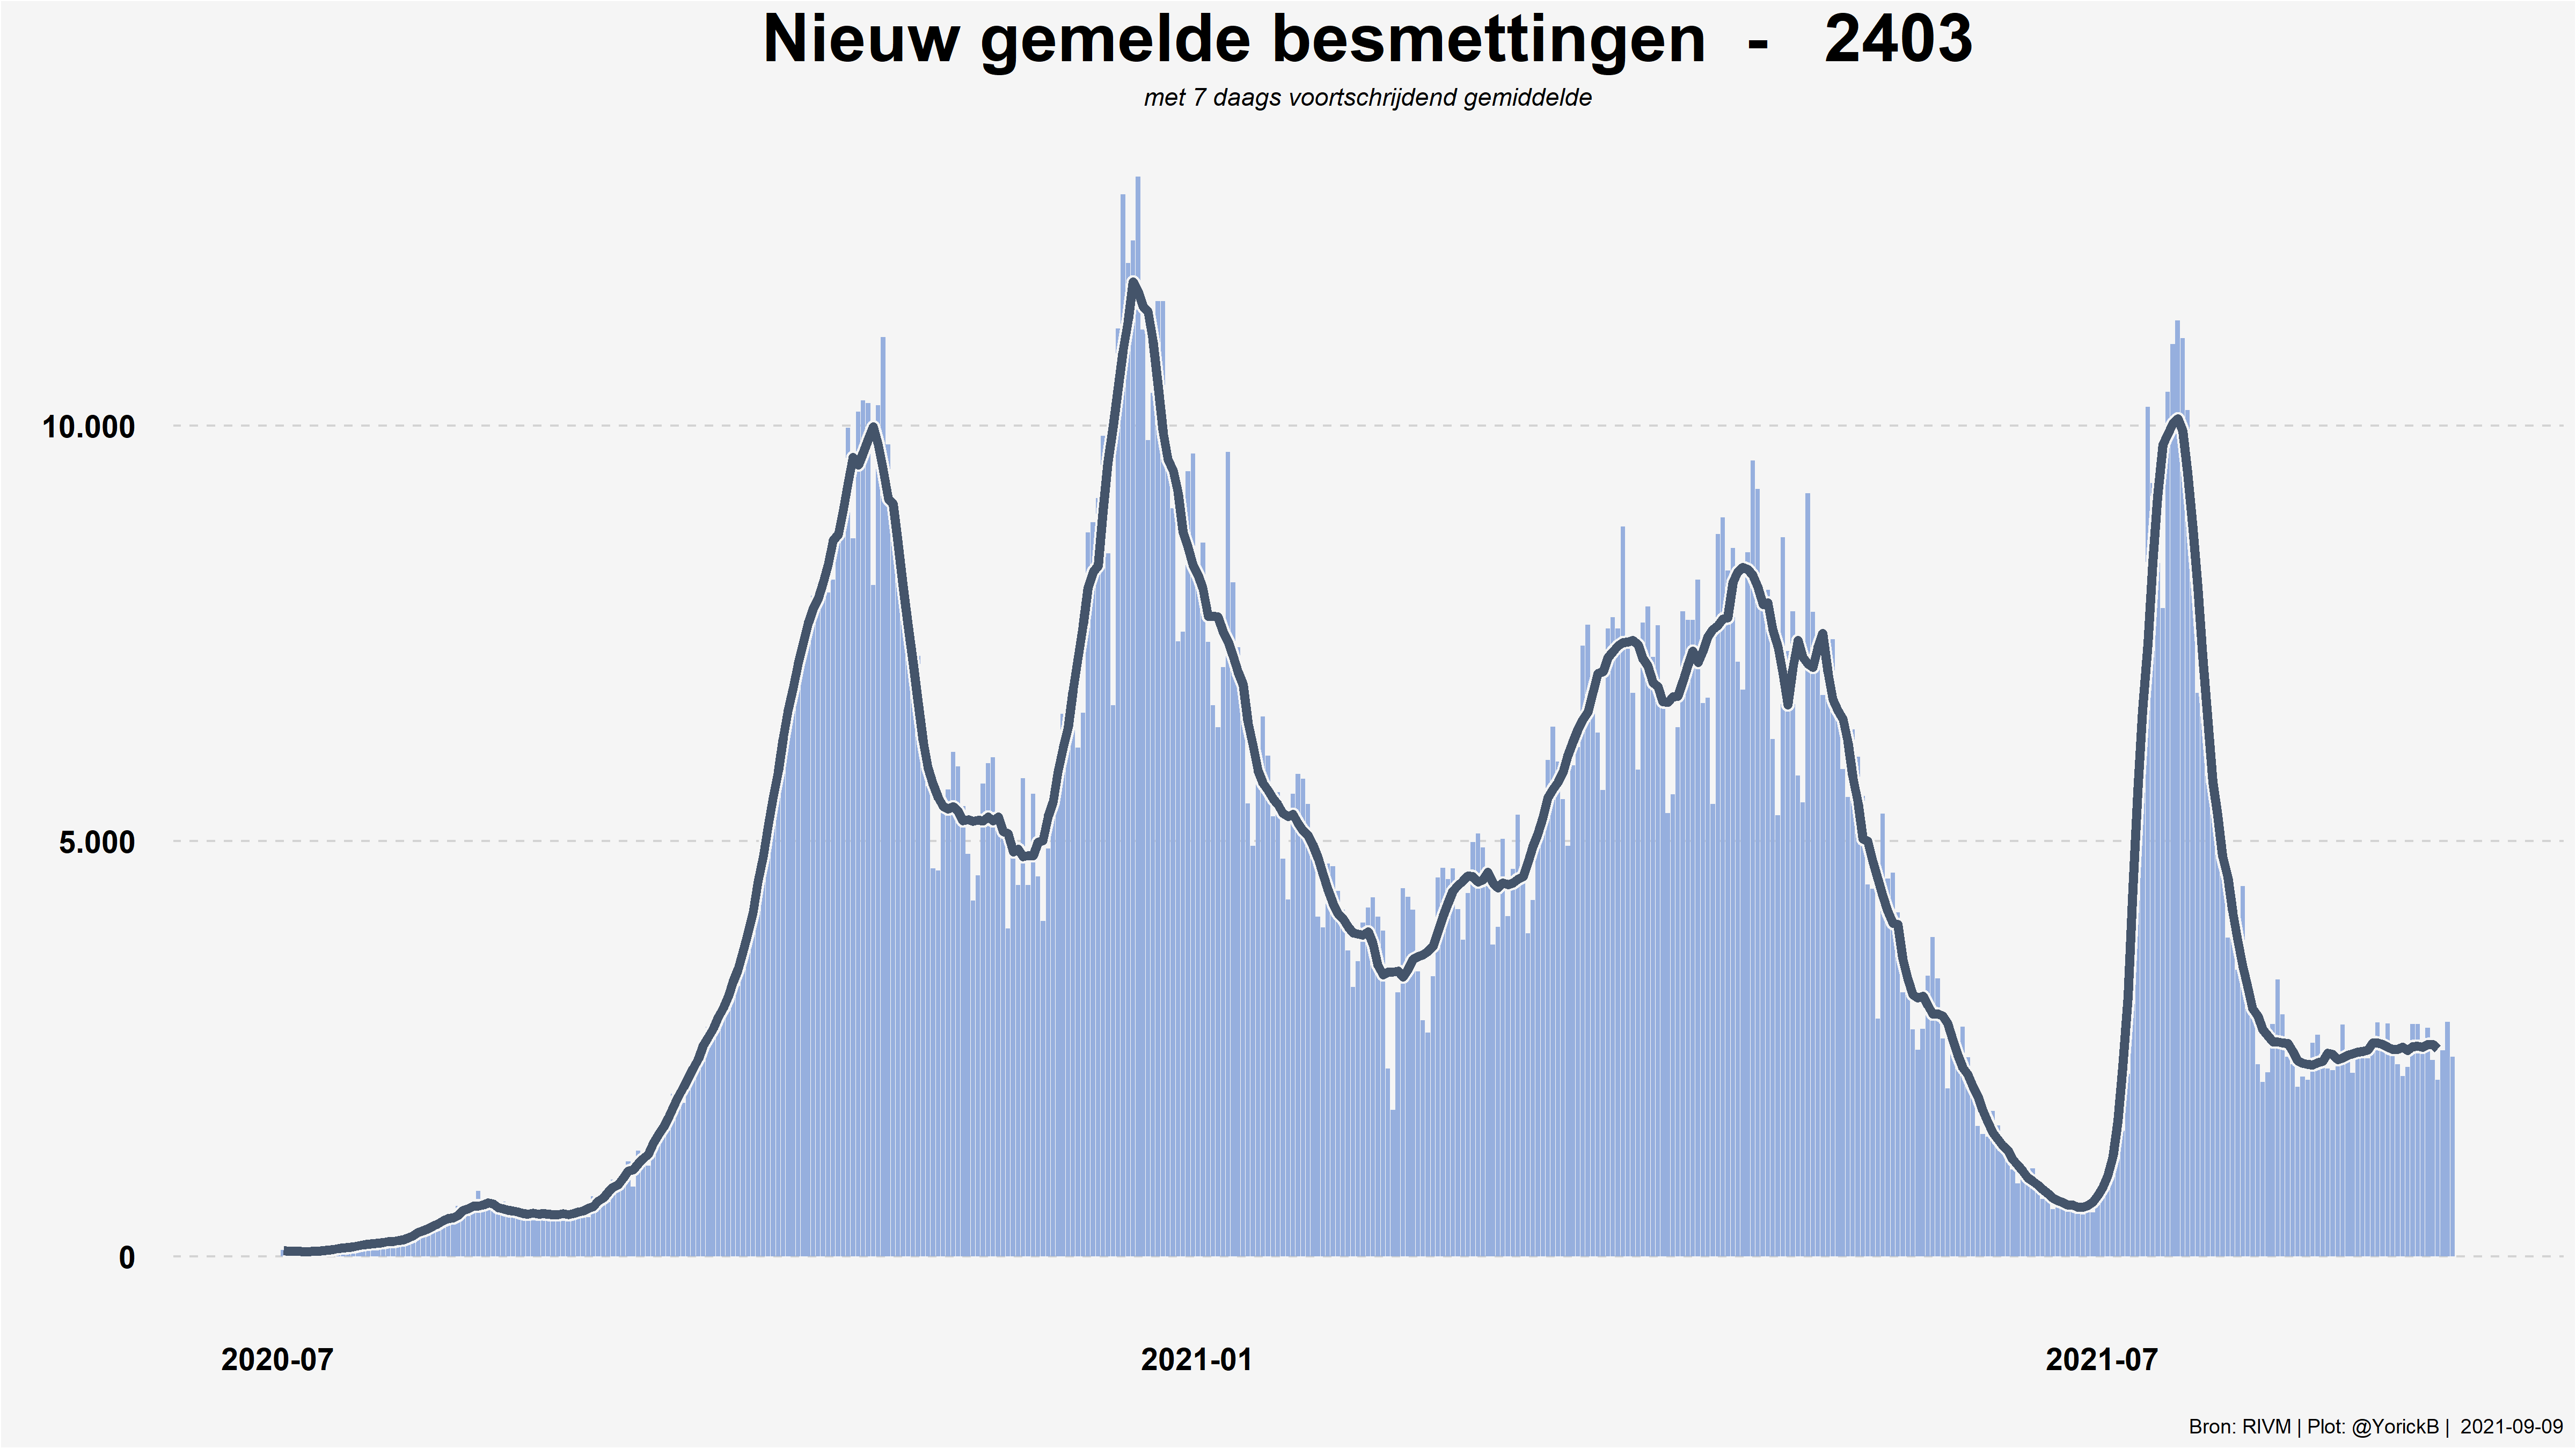 Nieuw gemelde besmettingen - 2403
met 7 daags voortschrijdend gemiddelde
10.000
5.000
0
2020-07
2021-01
2021-07
Bron: RIVM | Plot: @YorickB | 2021-09-09